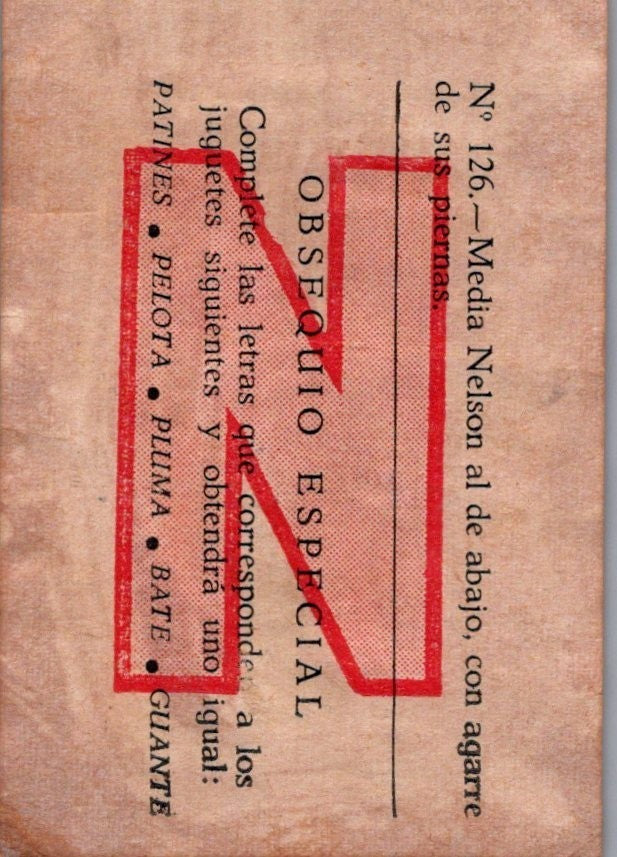 Nº 126.—Media Nelson al de abajo, con agarre
de sus piernas.
OBSEQUIO ESPECIAL
Complete las letras que corresponden a los
juguetes siguientes y obtendrá uno igual:
PATINES • PELOTA • PLUMA • BATE • GUANTE
N